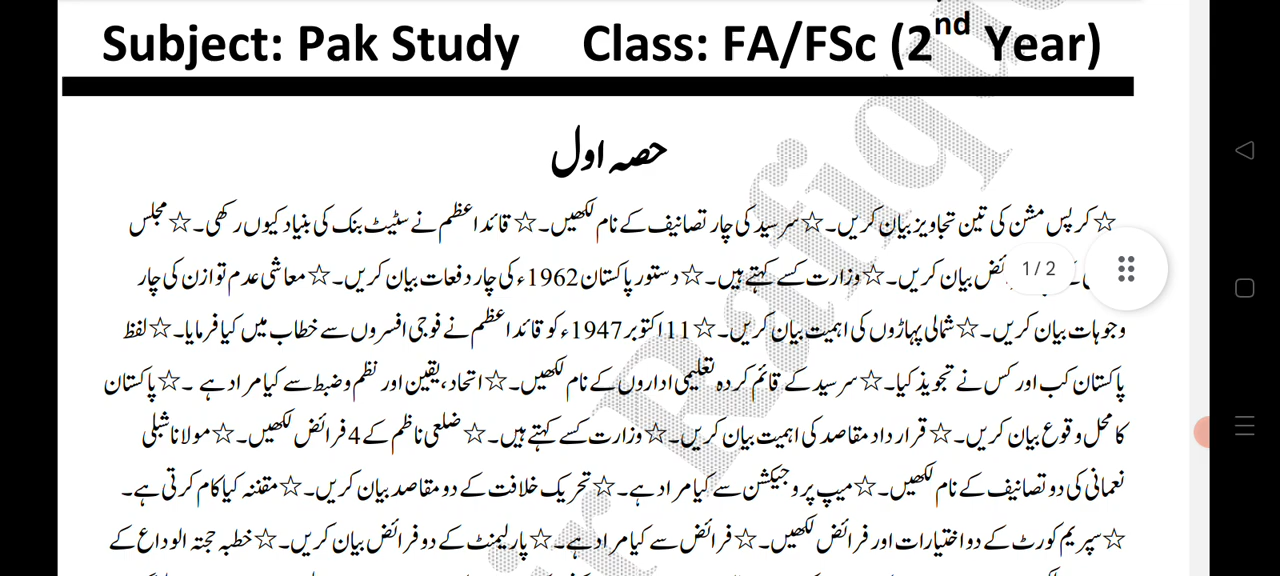 Subject: Pak Study Class: FA/FSc (2nd Year)
حصہ اول
☆کرپس مشن کی تین تجاویز بیان کریں۔☆سرسید کی چار تصانیف کے نام لکھیں۔☆قائداعظم نے سٹیٹ بنک کی بنیاد کیوں رکھی۔☆مجلس
بیان کریں۔☆وزارت کسے کہتے ہیں۔☆دستور پاکستان 1962ء کی چار دفعات بیان کریں۔☆معاشی عدم توازن کی چار
1/2
وجوہات بیان کریں۔☆شمالی پہاڑوں کی اہمیت بیان کریں۔☆11اکتوبر 1947ء کو قائداعظم نے فوجی افسروں سے خطاب میں کیا فرمایا۔☆لفظ
پاکستان کب اور کس نے تجویذ کیا۔☆سرسید کے قائم کردہ تعلیمی اداروں کے نام لکھیں۔☆اتحاد، یقین اور نظم وضبط سے کیا مراد ہے ۔☆پاکستان
کا محل وقوع بیان کریں۔☆قرار داد مقاصد کی اہمیت بیان کریں۔☆وزارت کسے کہتے ہیں۔☆ضلعی ناظم کے 4 فرائض لکھیں۔☆مولانا شبلی
نعمانی کی دو تصانیف کے نام لکھیں۔☆میپ پروجیکشن سے کیا مراد ہے۔☆تحریک خلافت کے دو مقاصد بیان کریں۔☆مقننہ کیا کام کرتی ہے۔
☆سپریم کورٹ کے دو اختیارات اور فرائض لکھیں۔☆فرائض سے کیا مراد ہے۔☆پارلیمنٹ کے دو فرائض بیان کریں۔☆خطبہ حجتہ الوداع کے